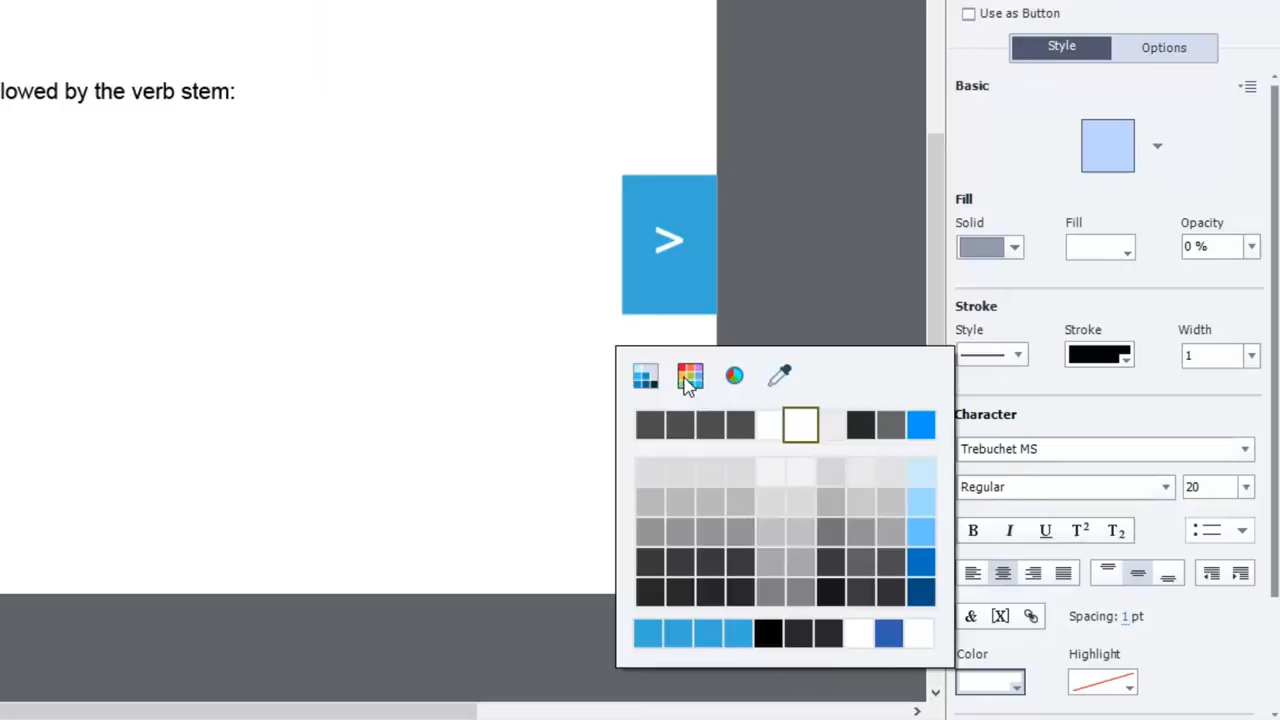 Use as Button
Style Options
lowed by the verb stem:
Basic
>
Fill
Solid Fill Opacity
0 %
Stroke
Style Stroke Width
1
Character
Trebuchet MS
Regular 20
B I U T² T₂
& [X]
Spacing: 1 pt
Color Highlight